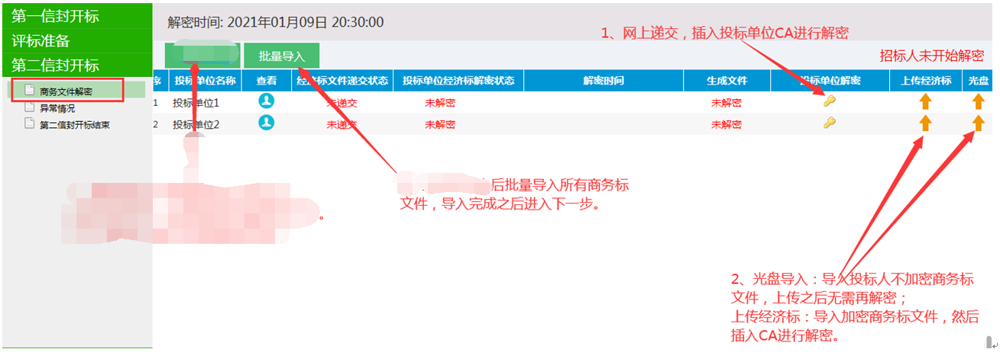 第一信封开标
评标准备
第二信封开标
商务文件解密
异常情况
第二信封开标结束
解密时间: 2021年01月09日 20:30:00
批量导入
1、网上递交，插入投标单位CA进行解密
招标人未开始解密
序 投标单位名称 查看 经济标文件递交状态 投标单位经济标解密状态 解密时间 生成文件 投标单位解密 上传经济标 光盘
1 投标单位1 未递交 未解密 未解密
2 投标单位2 未递交 未解密 未解密
后批量导入所有商务标
文件，导入完成之后进入下一步。
。
2、光盘导入：导入投标人不加密商务标
文件，上传之后无需再解密；
上传经济标：导入加密商务标文件，然后
插入CA进行解密。